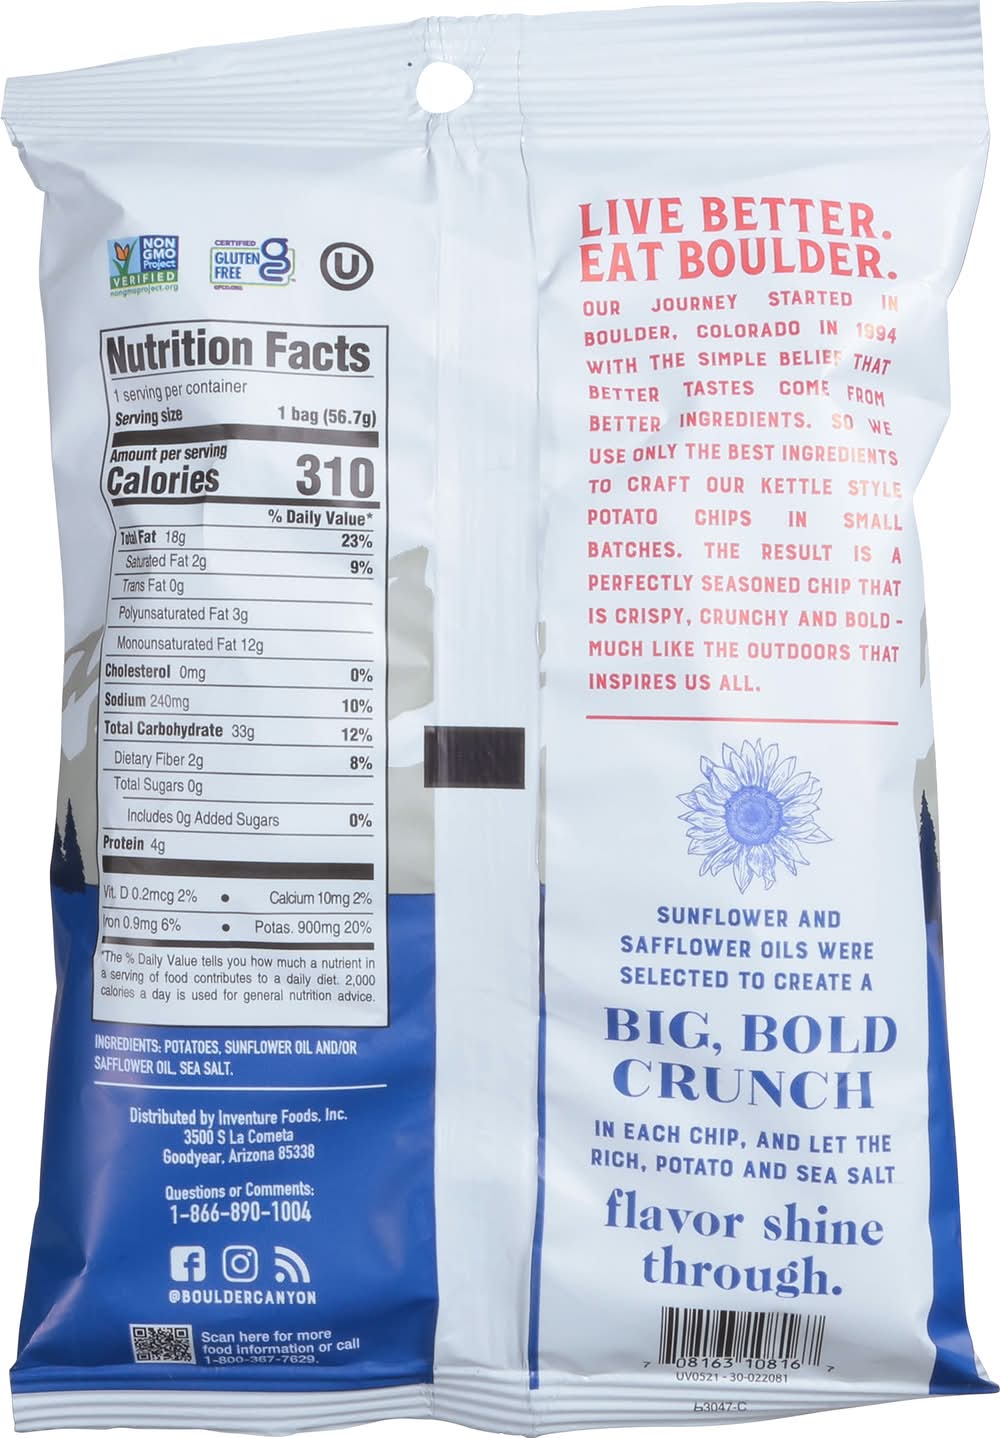 NON
GMO
Project
VERIFIED
nongmoproject.org
CERTIFIED
GLUTEN
FREE
GFCO.ORG
U
Nutrition Facts
1 serving per container
Serving size 1 bag (56.7g)
Amount per serving
Calories 310
% Daily Value*
Total Fat 18g 23%
Saturated Fat 2g 9%
Trans Fat 0g
Polyunsaturated Fat 3g
Monounsaturated Fat 12g
Cholesterol 0mg 0%
Sodium 240mg 10%
Total Carbohydrate 33g 12%
Dietary Fiber 2g 8%
Total Sugars 0g
Includes 0g Added Sugars 0%
Protein 4g
Vit. D 0.2mcg 2% • Calcium 10mg 2%
Iron 0.9mg 6% • Potas. 900mg 20%
*The % Daily Value tells you how much a nutrient in
a serving of food contributes to a daily diet. 2,000
calories a day is used for general nutrition advice.
INGREDIENTS: POTATOES, SUNFLOWER OIL AND/OR
SAFFLOWER OIL, SEA SALT.
Distributed by Inventure Foods, Inc.
3500 S La Cometa
Goodyear, Arizona 85338
Questions or Comments:
1-866-890-1004
@BOULDERCANYON
Scan here for more
food information or call
1-800-367-7629.
LIVE BETTER.
EAT BOULDER.
OUR JOURNEY STARTED IN
BOULDER, COLORADO IN 1994
WITH THE SIMPLE BELIEF THAT
BETTER TASTES COME FROM
BETTER INGREDIENTS. SO WE
USE ONLY THE BEST INGREDIENTS
TO CRAFT OUR KETTLE STYLE
POTATO CHIPS IN SMALL
BATCHES. THE RESULT IS A
PERFECTLY SEASONED CHIP THAT
IS CRISPY, CRUNCHY AND BOLD -
MUCH LIKE THE OUTDOORS THAT
INSPIRES US ALL.
SUNFLOWER AND
SAFFLOWER OILS WERE
SELECTED TO CREATE A
BIG, BOLD
CRUNCH
IN EACH CHIP, AND LET THE
RICH, POTATO AND SEA SALT
flavor shine
through.
7 08163 10816 7
UV0521 - 30-022081
63047-C